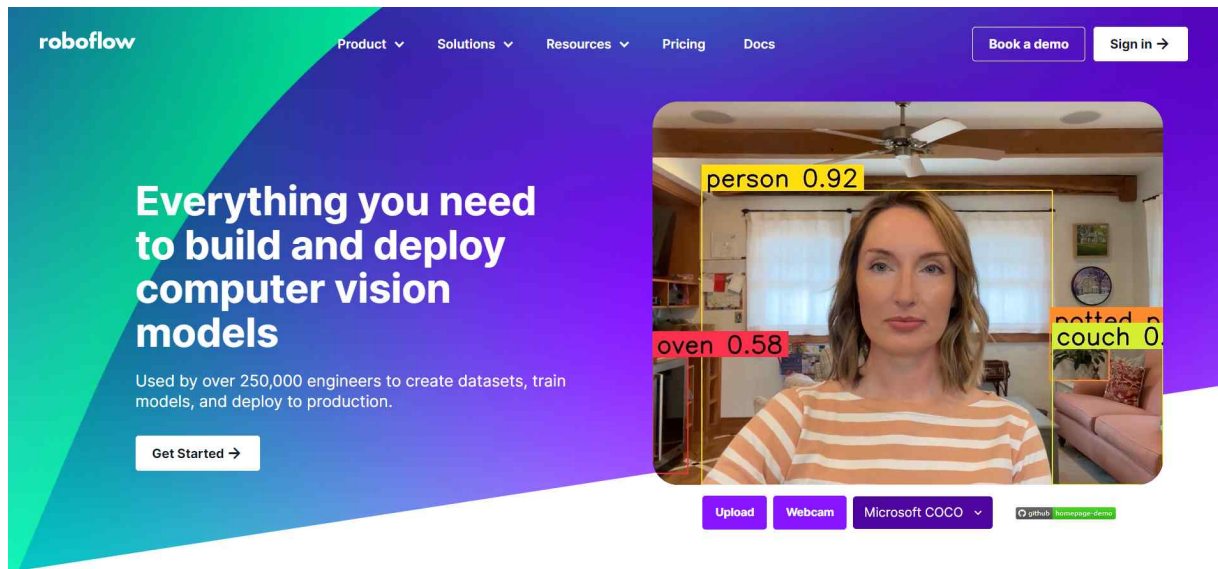 roboflow
Product
Solutions
Resources
Pricing
Docs
Book a demo
Sign in →
Everything you need
to build and deploy
computer vision
models
Used by over 250,000 engineers to create datasets, train
models, and deploy to production.
Get Started →
person 0.92
oven 0.58
potted p
couch 0.
Upload
Webcam
Microsoft COCO
github homepage-demo